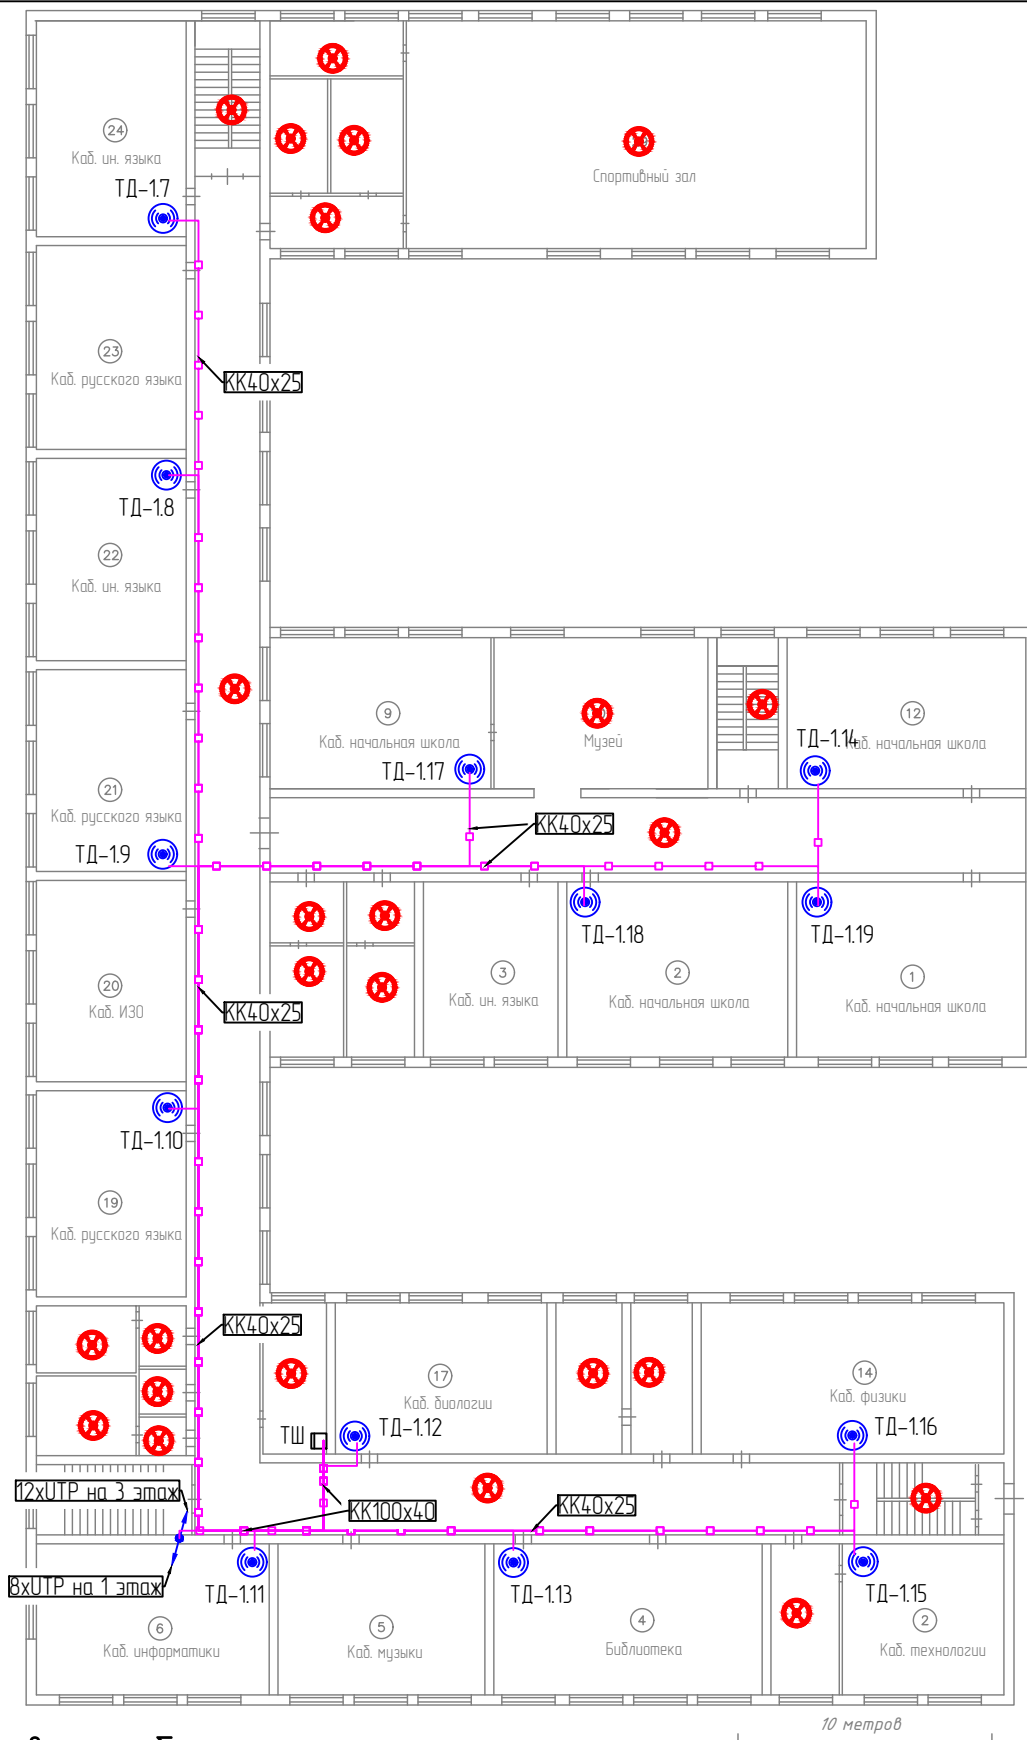 24
Каб. ин. языка
ТД-1.7
Спортивный зал
23
Каб. русского языка
КК40х25
ТД-1.8
22
Каб. ин. языка
9
Каб. начальная школа
ТД-1.17
Музей
12
Каб. начальная школа
ТД-1.14
21
Каб. русского языка
КК40х25
ТД-1.9
ТД-1.18
ТД-1.19
20
Каб. ИЗО
КК40х25
3
Каб. ин. языка
2
Каб. начальная школа
1
Каб. начальная школа
ТД-1.10
19
Каб. русского языка
КК40х25
17
Каб. биологии
14
Каб. физики
ТШ
ТД-1.12
ТД-1.16
12хUTP на 3 этаж
КК100х40
КК40х25
8хUTP на 1 этаж
ТД-1.11
ТД-1.13
ТД-1.15
6
Каб. информатики
5
Каб. музыки
4
Библиотека
2
Каб. технологии
10 метров